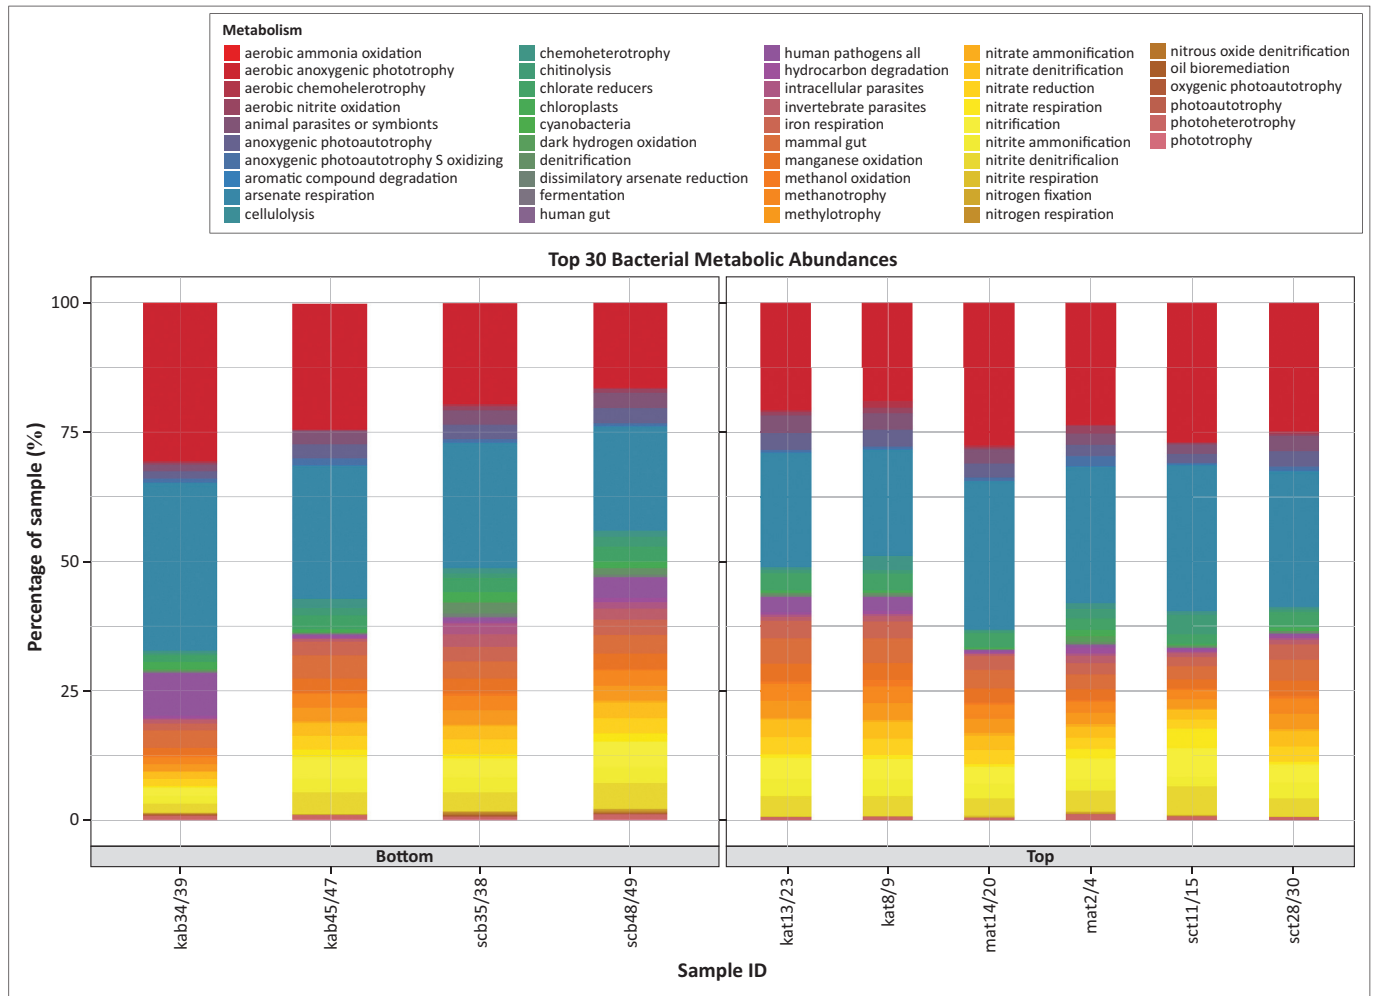 Metabolism
aerobic ammonia oxidation
aerobic anoxygenic phototrophy
aerobic chemohelerotrophy
aerobic nitrite oxidation
animal parasites or symbionts
anoxygenic photoautotrophy
anoxygenic photoautotrophy S oxidizing
aromatic compound degradation
arsenate respiration
cellulolysis
chemoheterotrophy
chitinolysis
chlorate reducers
chloroplasts
cyanobacteria
dark hydrogen oxidation
denitrification
dissimilatory arsenate reduction
fermentation
human gut
human pathogens all
hydrocarbon degradation
intracellular parasites
invertebrate parasites
iron respiration
mammal gut
manganese oxidation
methanol oxidation
methanotrophy
methylotrophy
nitrate ammonification
nitrate denitrification
nitrate reduction
nitrate respiration
nitrification
nitrite ammonification
nitrite denitrificalion
nitrite respiration
nitrogen fixation
nitrogen respiration
nitrous oxide denitrification
oil bioremediation
oxygenic photoautotrophy
photoautotrophy
photoheterotrophy
phototrophy
Top 30 Bacterial Metabolic Abundances
Percentage of sample (%)
100
75
50
25
0
Bottom
Top
kab34/39
kab45/47
scb35/38
scb48/49
kat13/23
kat8/9
mat14/20
mat2/4
sct11/15
sct28/30
Sample ID